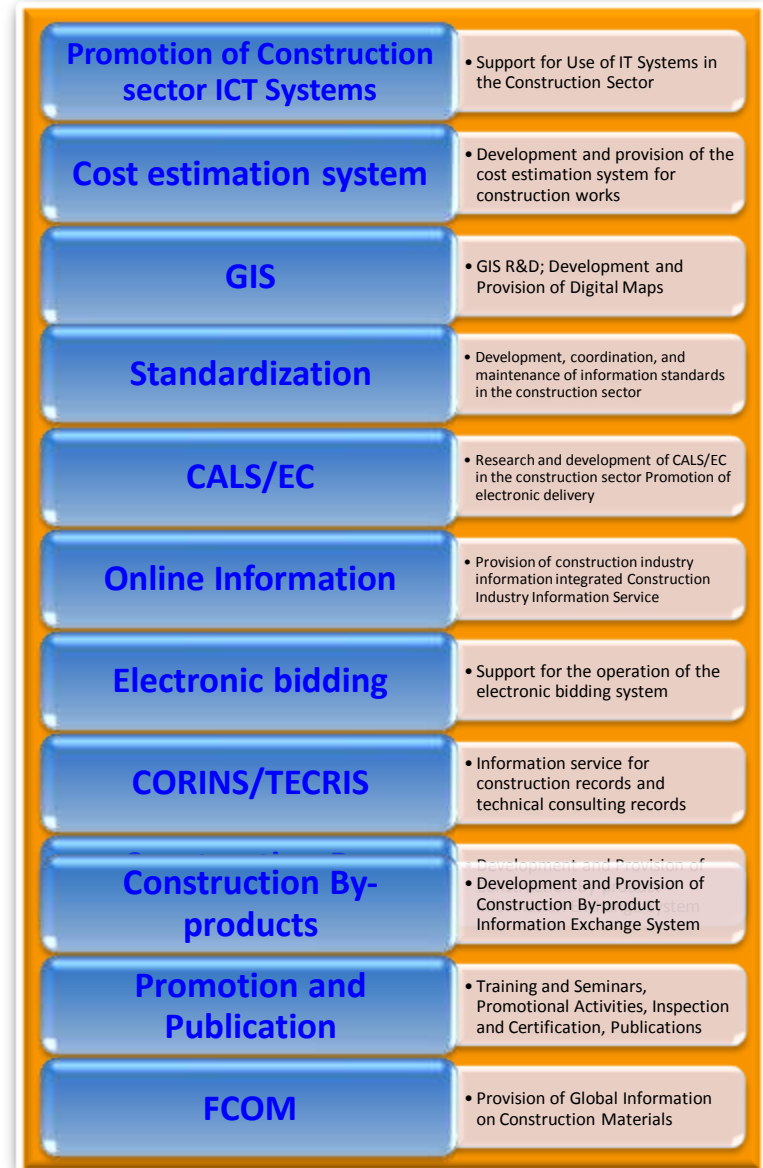 Promotion of Construction
sector ICT Systems
• Support for Use of IT Systems in
the Construction Sector
Cost estimation system
• Development and provision of the
cost estimation system for
construction works
GIS
• GIS R&D; Development and
Provision of Digital Maps
Standardization
• Development, coordination, and
maintenance of information standards
in the construction sector
CALS/EC
• Research and development of CALS/EC
in the construction sector Promotion of
electronic delivery
Online Information
• Provision of construction industry
information integrated Construction
Industry Information Service
Electronic bidding
• Support for the operation of the
electronic bidding system
CORINS/TECRIS
• Information service for
construction records and
technical consulting records
Construction By-
products
• Development and Provision of
Construction By-product
Information Exchange System
Promotion and
Publication
• Training and Seminars,
Promotional Activities, Inspection
and Certification, Publications
FCOM
• Provision of Global Information
on Construction Materials